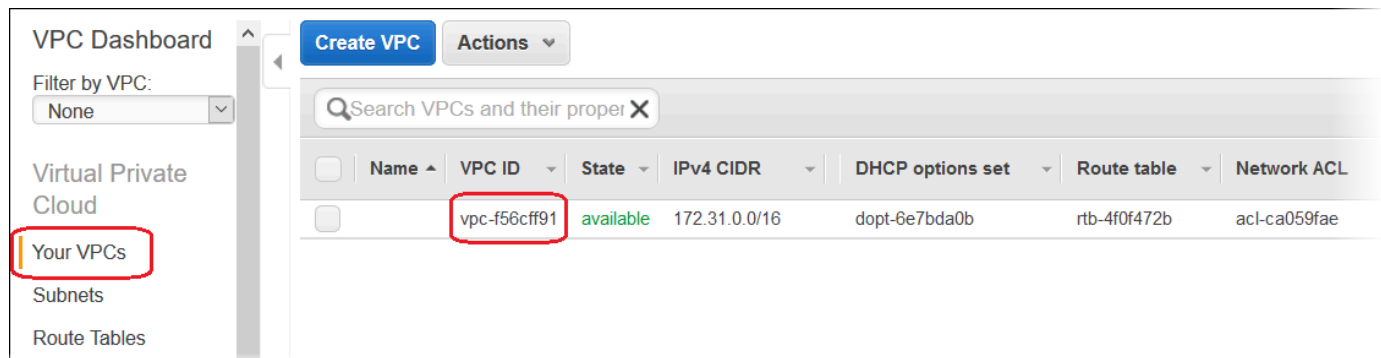 VPC Dashboard
Filter by VPC:
None
Virtual Private
Cloud
Your VPCs
Subnets
Route Tables
Create VPC Actions
Search VPCs and their proper
Name VPC ID State IPv4 CIDR DHCP options set Route table Network ACL
vpc-f56cff91 available 172.31.0.0/16 dopt-6e7bda0b rtb-4f0f472b acl-ca059fae